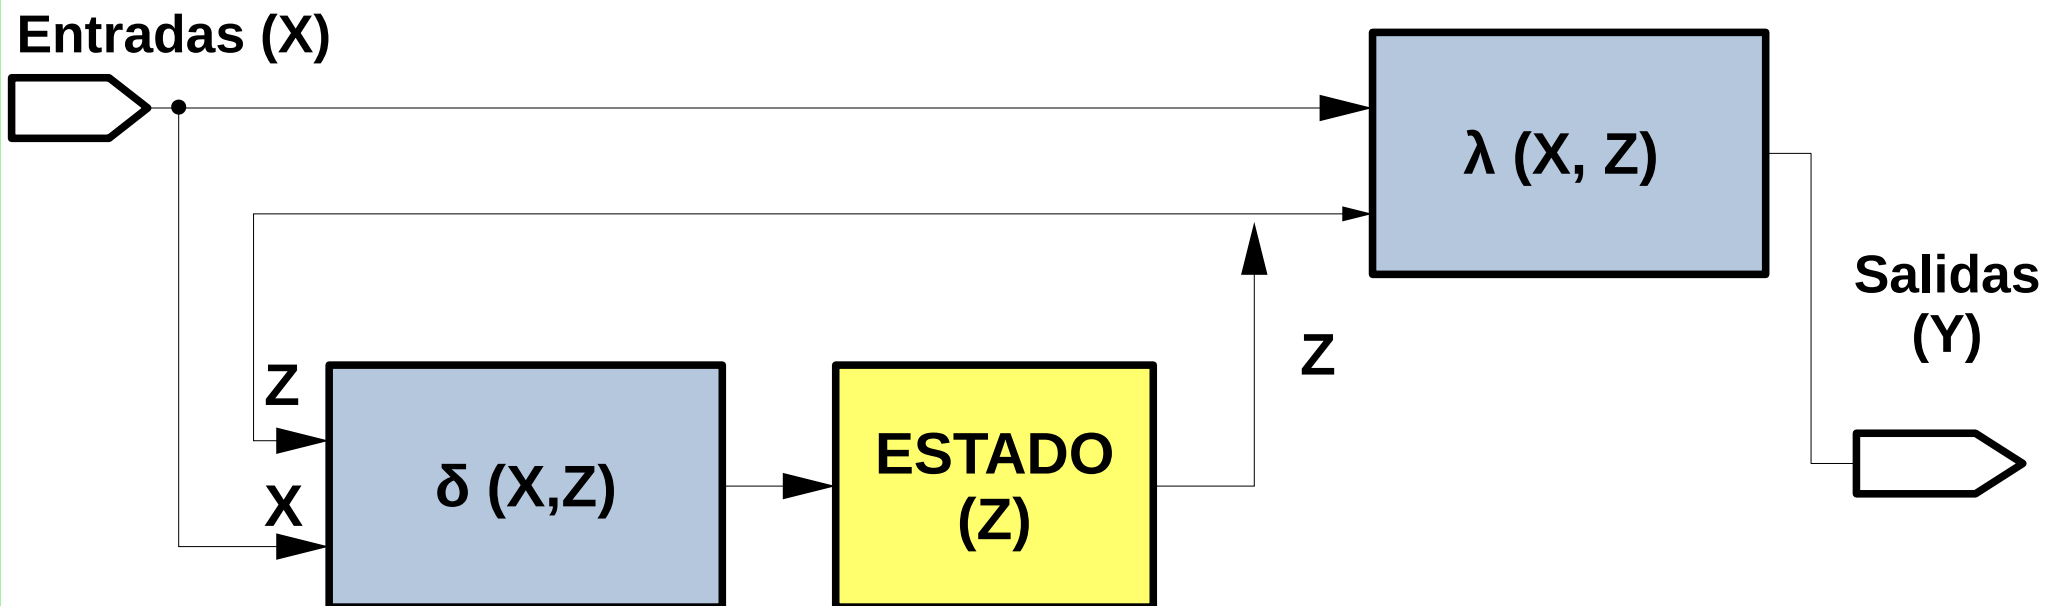 Entradas (X)
λ (X, Z)
Salidas
(Y)
Z
Z
X
δ (X,Z)
ESTADO
(Z)